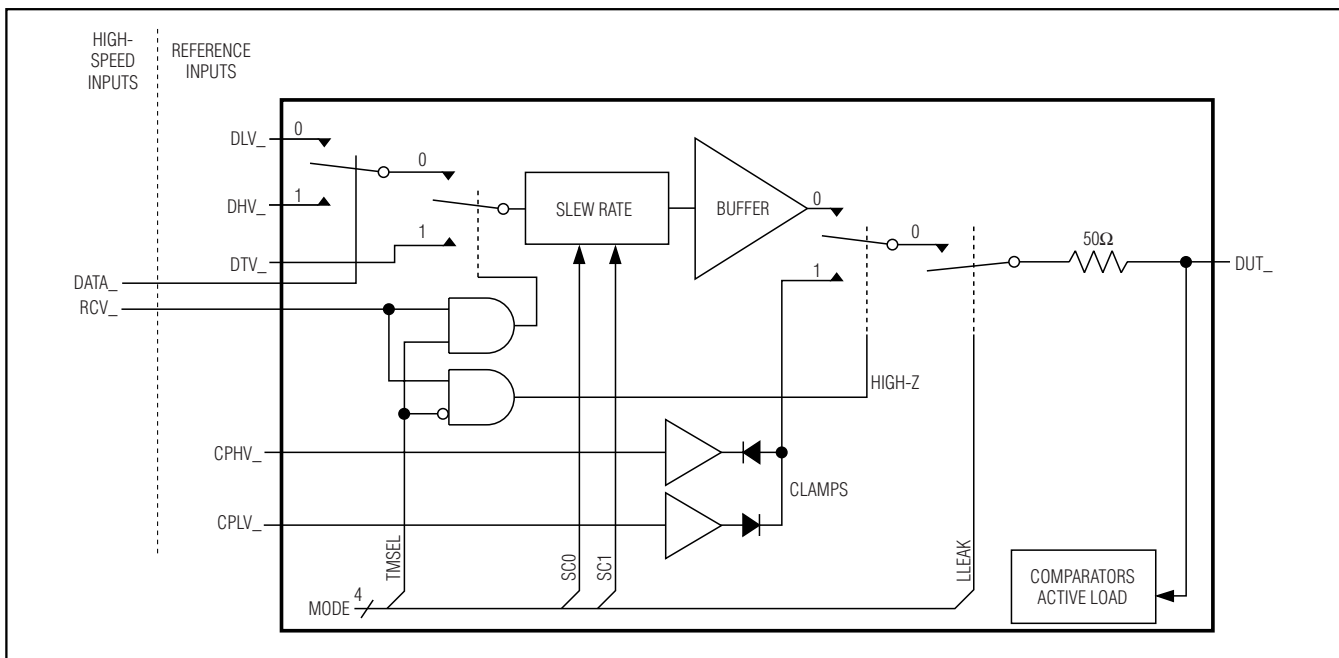 HIGH-
SPEED
INPUTS
REFERENCE
INPUTS
DLV_
0
0
DHV_
1
SLEW RATE
BUFFER
0
0
50Ω
1
DTV_
1
DUT_
DATA_
RCV_
HIGH-Z
CPHV_
CLAMPS
CPLV_
TMSEL
SC0
SC1
LLEAK
COMPARATORS
ACTIVE LOAD
MODE
4